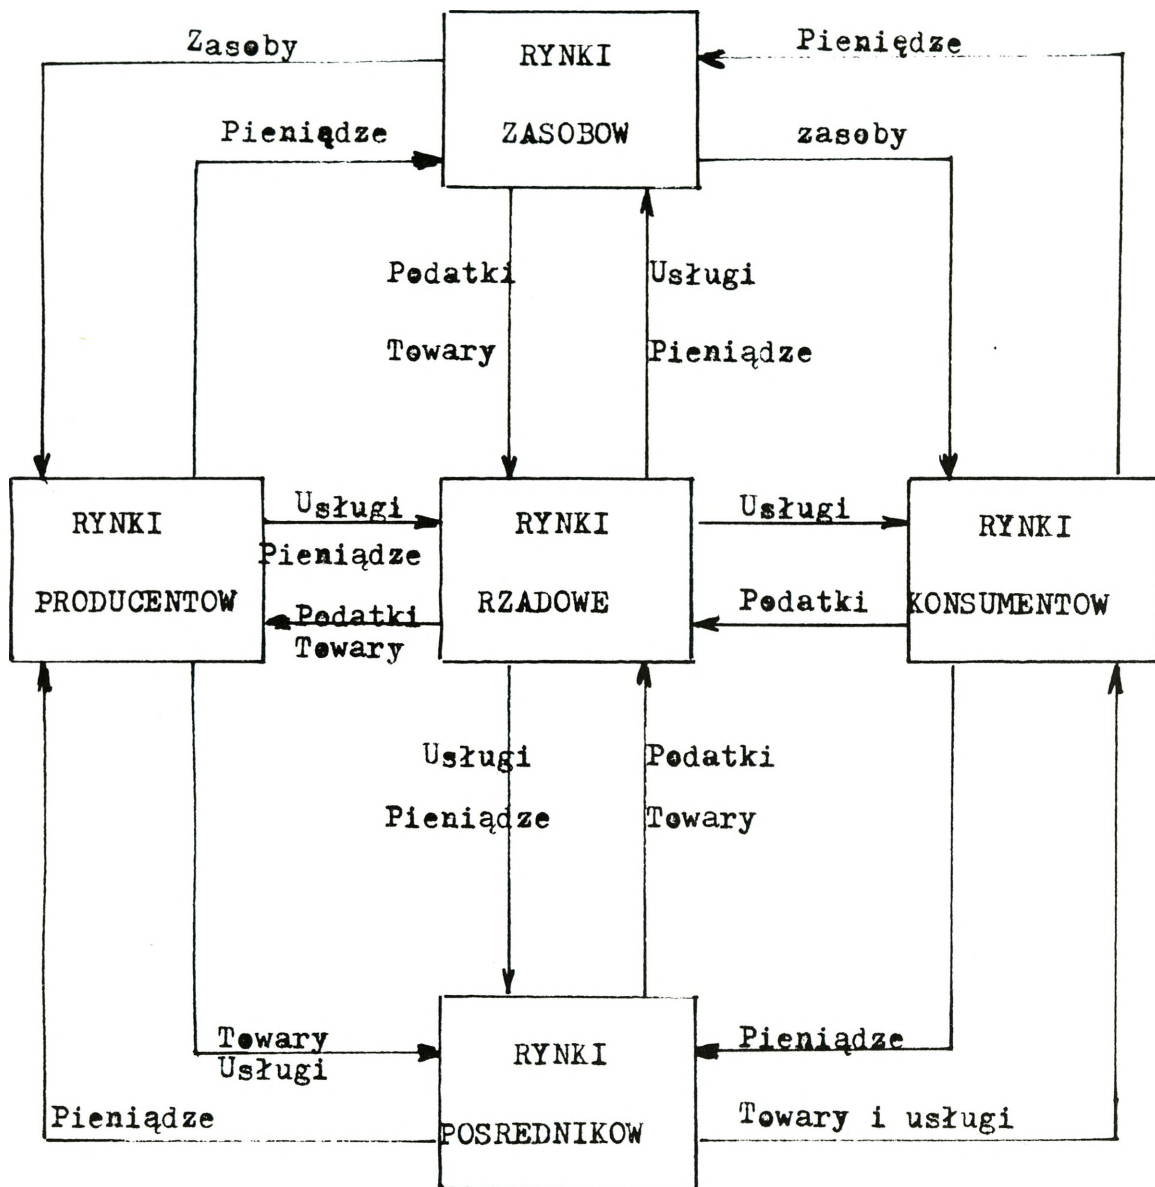 Zasoby
RYNKI
Pieniędze
Pieniądze
ZASOBOW
zasoby
Podatki
Usługi
Towary
Pieniądze
RYNKI
Usługi
RYNKI
Usługi
RYNKI
Pieniądze
PRODUCENTOW
Podatki
RZADOWE
Podatki
KONSUMENTOW
Towary
Usługi
Podatki
Pieniądze
Towary
Towary
RYNKI
Pieniądze
Usługi
Pieniądze
POSREDNIKOW
Towary i usługi